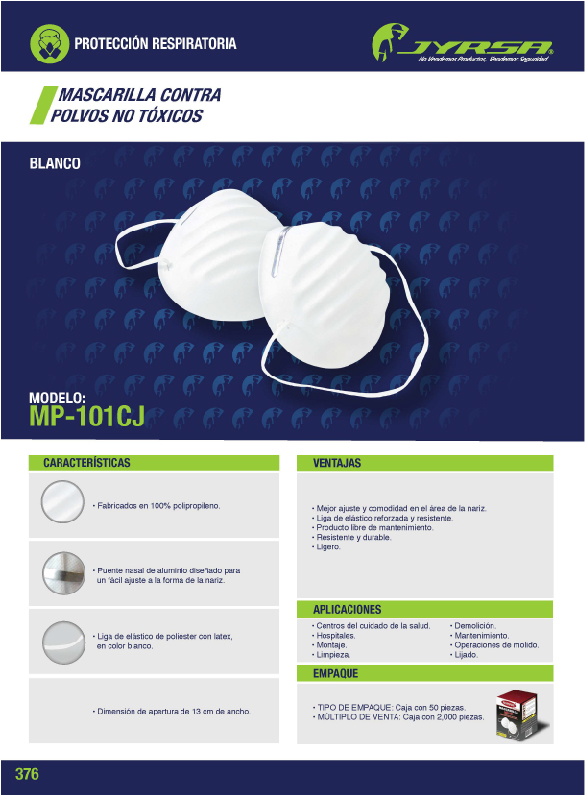 PROTECCIÓN RESPIRATORIA
JYRSA®
No Vendemos Productos, Vendemos Seguridad
MASCARILLA CONTRA
POLVOS NO TÓXICOS
BLANCO
MODELO:
MP-101CJ
CARACTERÍSTICAS
• Fabricados en 100% polipropileno.
• Puente nasal de aluminio diseñado para
un fácil ajuste a la forma de la nariz.
• Liga de elástico de poliester con latex,
en color blanco.
• Dimensión de apertura de 13 cm de ancho.
VENTAJAS
• Mejor ajuste y comodidad en el área de la nariz.
• Liga de elástico reforzada y resistente.
• Producto libre de mantenimiento.
• Resistente y durable.
• Ligero.
APLICACIONES
• Centros del cuidado de la salud.
• Hospitales.
• Montaje.
• Limpieza.
• Demolición.
• Mantenimiento.
• Operaciones de molido.
• Lijado.
EMPAQUE
• TIPO DE EMPAQUE: Caja con 50 piezas.
• MÚLTIPLO DE VENTA: Caja con 2,000 piezas.
376